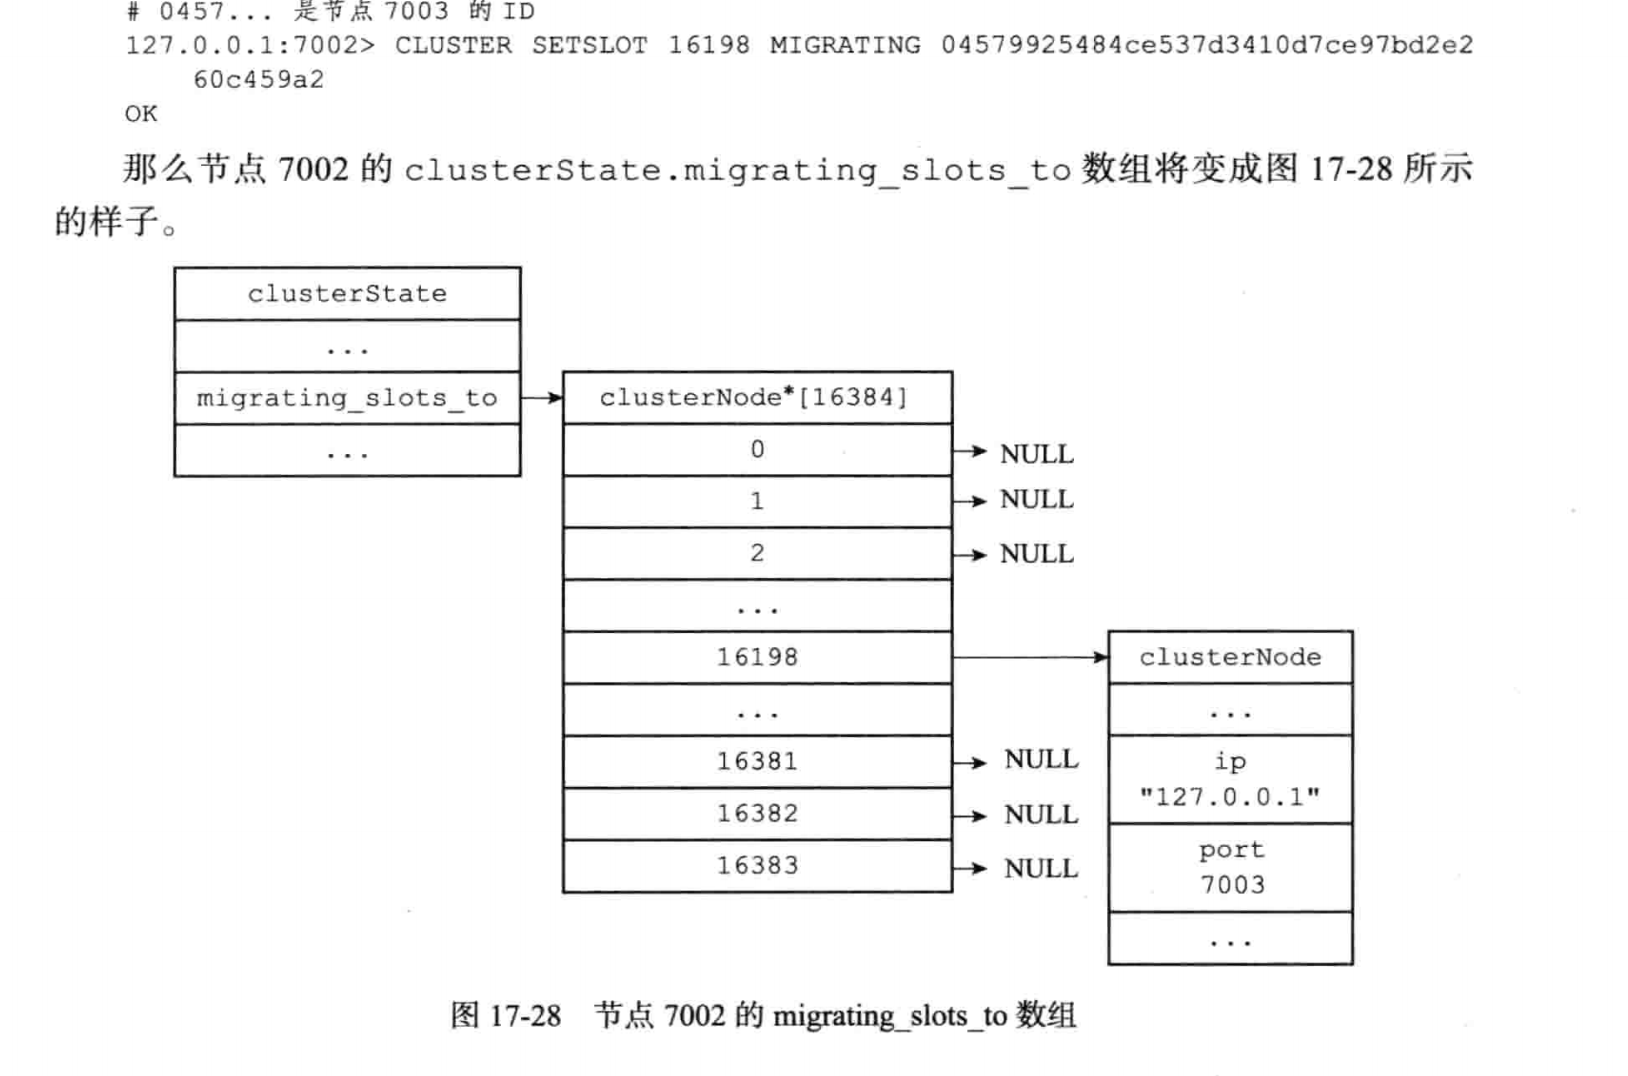 # 0457... 是节点 7003 的 ID
127.0.0.1:7002> CLUSTER SETSLOT 16198 MIGRATING 04579925484ce537d3410d7ce97bd2e2
60c459a2
OK
那么节点 7002 的 clusterState.migrating_slots_to 数组将变成图 17-28 所示
的样子。
clusterState
...
migrating_slots_to
...
clusterNode*[16384]
0
NULL
1
NULL
2
NULL
...
16198
...
16381
NULL
16382
NULL
16383
NULL
clusterNode
...
ip
"127.0.0.1"
port
7003
...
图 17-28 节点 7002 的 migrating_slots_to 数组